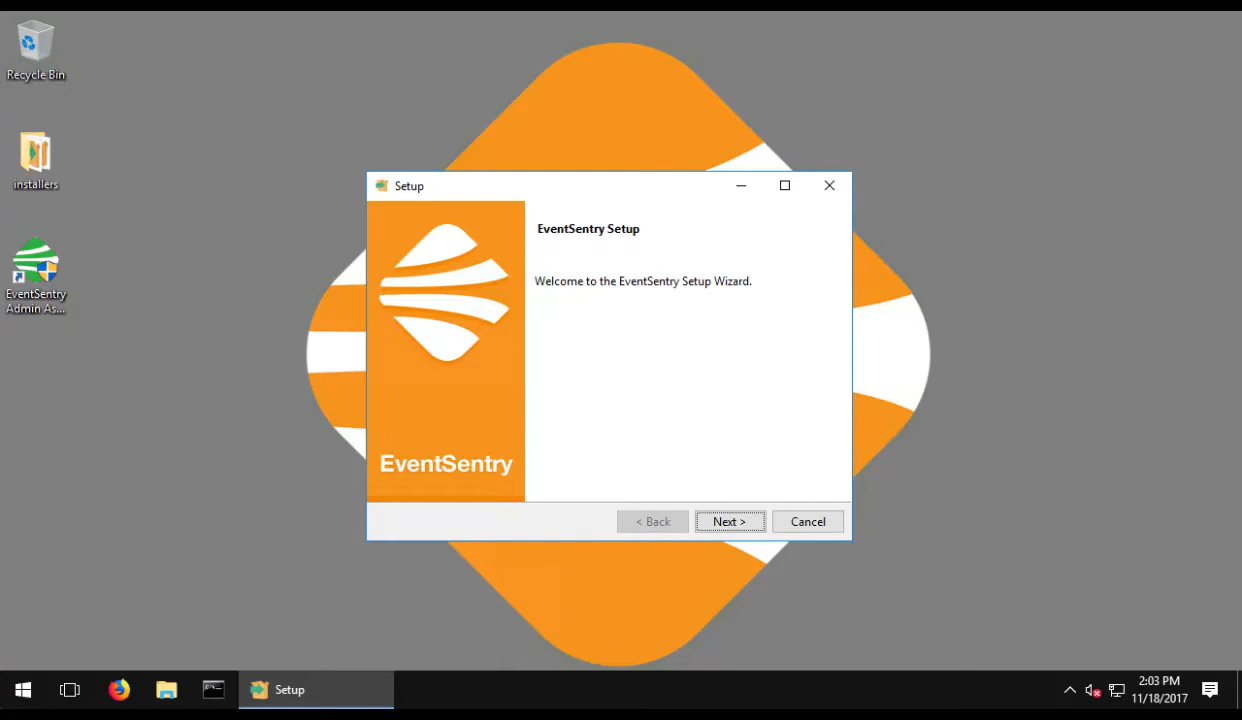 Recycle Bin
installers
EventSentry
Admin As...
Setup
EventSentry Setup
Welcome to the EventSentry Setup Wizard.
EventSentry
< Back
Next >
Cancel
Setup
2:03 PM
11/18/2017